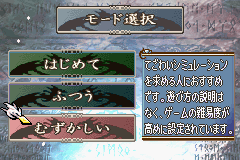 モード選択
はじめて
ふつう
むずかしい
てごわいシミュレーション
を求める人におすすめ
です。遊び方の説明は
なく、ゲームの難易度が
高めに設定されています。